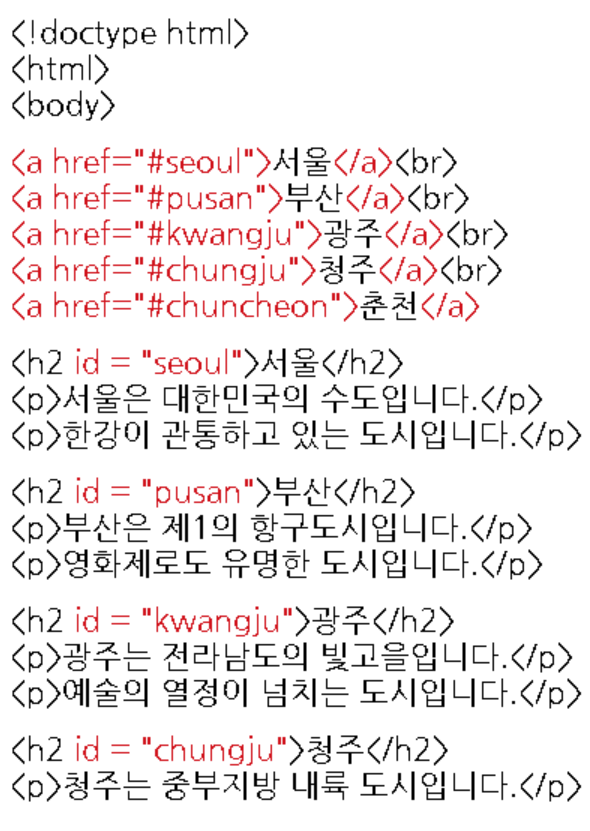 <!doctype html>
<html>
<body>
<a href="#seoul">서울</a><br>
<a href="#pusan">부산</a><br>
<a href="#kwangju">광주</a><br>
<a href="#chungju">청주</a><br>
<a href="#chuncheon">춘천</a>
<h2 id = "seoul">서울</h2>
<p>서울은 대한민국의 수도입니다.</p>
<p>한강이 관통하고 있는 도시입니다.</p>
<h2 id = "pusan">부산</h2>
<p>부산은 제1의 항구도시입니다.</p>
<p>영화제로도 유명한 도시입니다.</p>
<h2 id = "kwangju">광주</h2>
<p>광주는 전라남도의 빛고을입니다.</p>
<p>예술의 열정이 넘치는 도시입니다.</p>
<h2 id = "chungju">청주</h2>
<p>청주는 중부지방 내륙 도시입니다.</p>